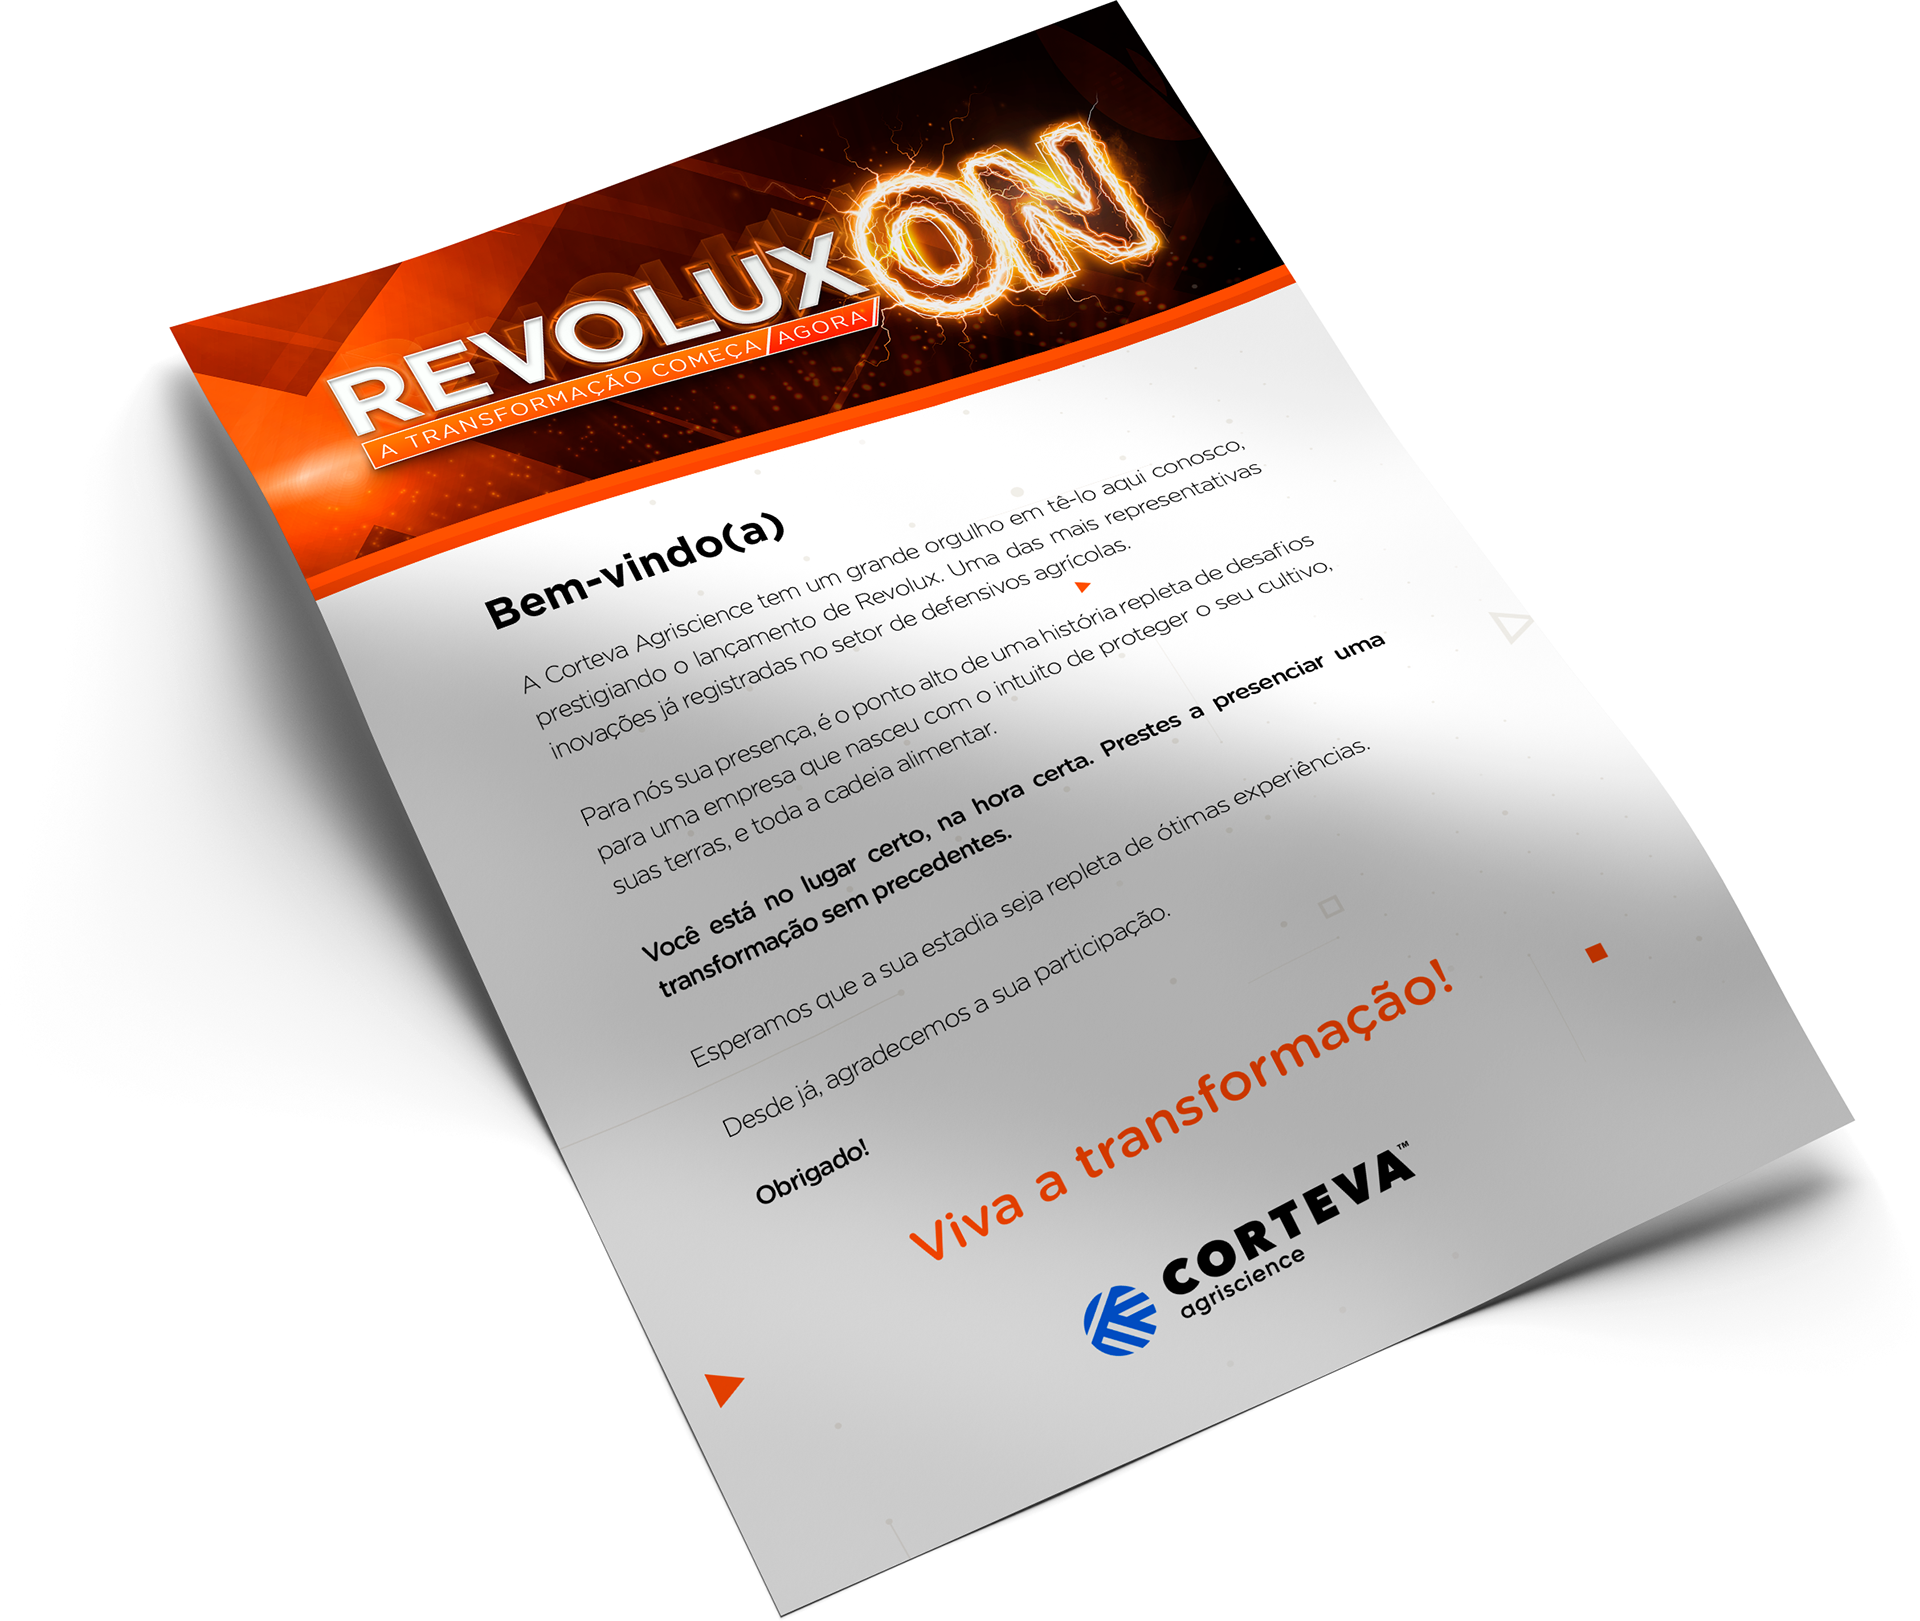 REVOLUXON
A TRANSFORMAÇÃO COMEÇA/AGORA
Bem-vindo(a)
A Corteva Agriscience tem um grande orgulho em tê-lo aqui conosco,
prestigiando o lançamento de Revolux. Uma das mais representativas
inovações já registradas no setor de defensivos agrícolas.
Para nós sua presença, é o ponto alto de uma história repleta de desafios
para uma empresa que nasceu com o intuito de proteger o seu cultivo,
suas terras, e toda a cadeia alimentar.
Você está no lugar certo, na hora certa. Prestes a presenciar uma
transformação sem precedentes.
Esperamos que a sua estadia seja repleta de ótimas experiências.
Desde já, agradecemos a sua participação.
Obrigado!
Viva a transformação!
CORTEVA™
agriscience